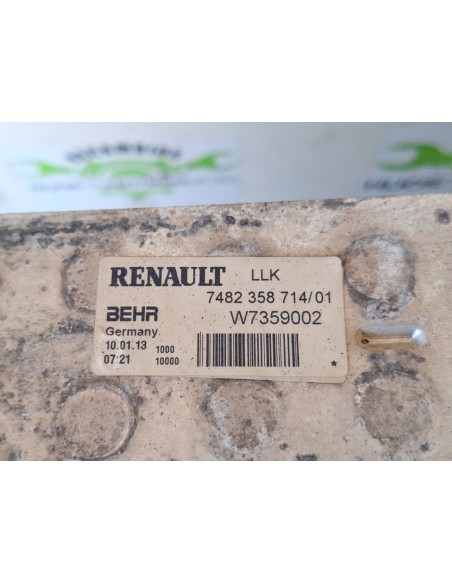 RENAULT LLK
7482 358 714/01
BEHR W7359002
Germany
10.01.13 1000
07:21 10000 *